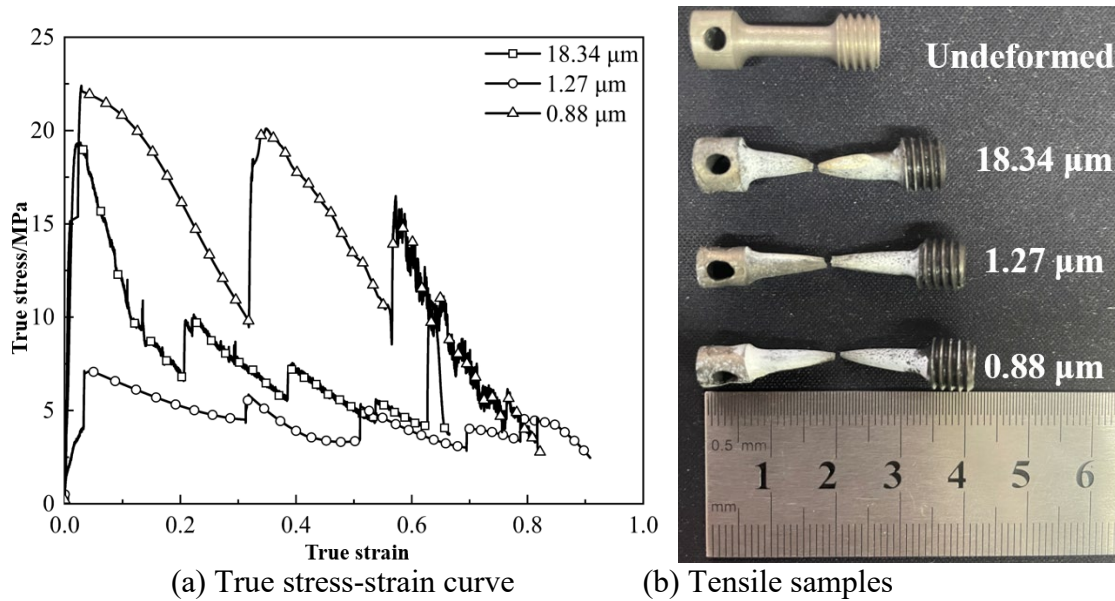 25
20
15
10
5
0
0.0 0.2 0.4 0.6 0.8 1.0
True stress/MPa
True strain
18.34 μm
1.27 μm
0.88 μm
(a) True stress-strain curve
Undeformed
18.34 μm
1.27 μm
0.88 μm
0.5 mm
1 2 3 4 5 6
mm
(b) Tensile samples